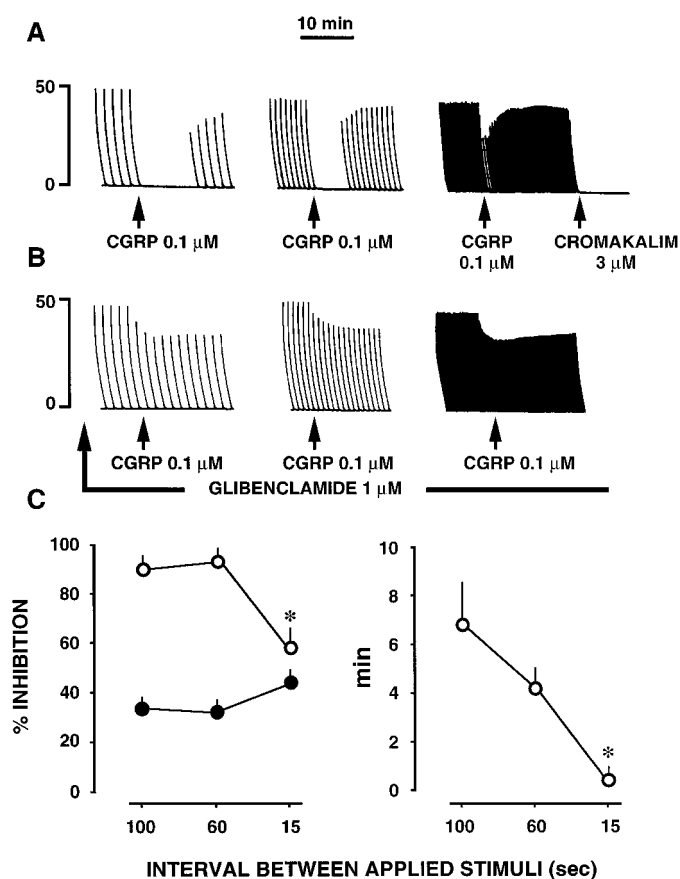 A
10 min
50
0
CGRP 0.1 µM
CGRP 0.1 µM
CGRP
0.1 µM
CROMAKALIM
3 µM
B
50
0
CGRP 0.1 µM
CGRP 0.1 µM
CGRP 0.1 µM
GLIBENCLAMIDE 1 µM
C
100
80
60
40
20
0
% INHIBITION
*
100
60
15
10
8
6
4
2
0
min
*
100
60
15
INTERVAL BETWEEN APPLIED STIMULI (sec)